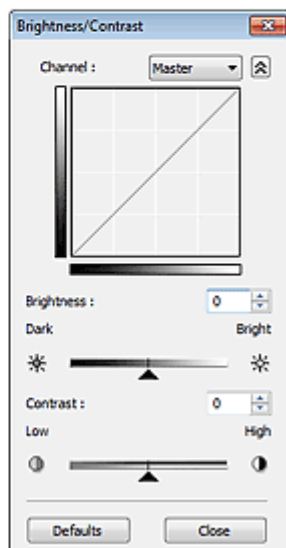 Brightness/Contrast
Channel : Master
Brightness : 0
Dark Bright
Contrast : 0
Low High
Defaults Close